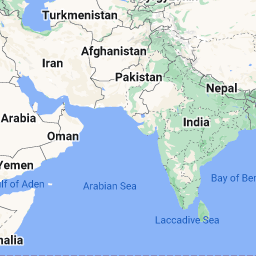 Turkmenistan
Afghanistan
Iran
Pakistan
Nepal
Arabia
Oman
India
Yemen
lf of Aden
Arabian Sea
Bay of Ben
Laccadive Sea
alia